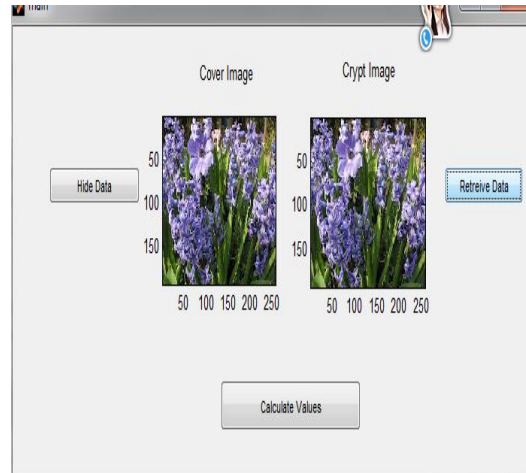 main
Cover Image
Crypt Image
50
100
150
50 100 150 200 250
50
100
150
50 100 150 200 250
Hide Data
Retreive Data
Calculate Values